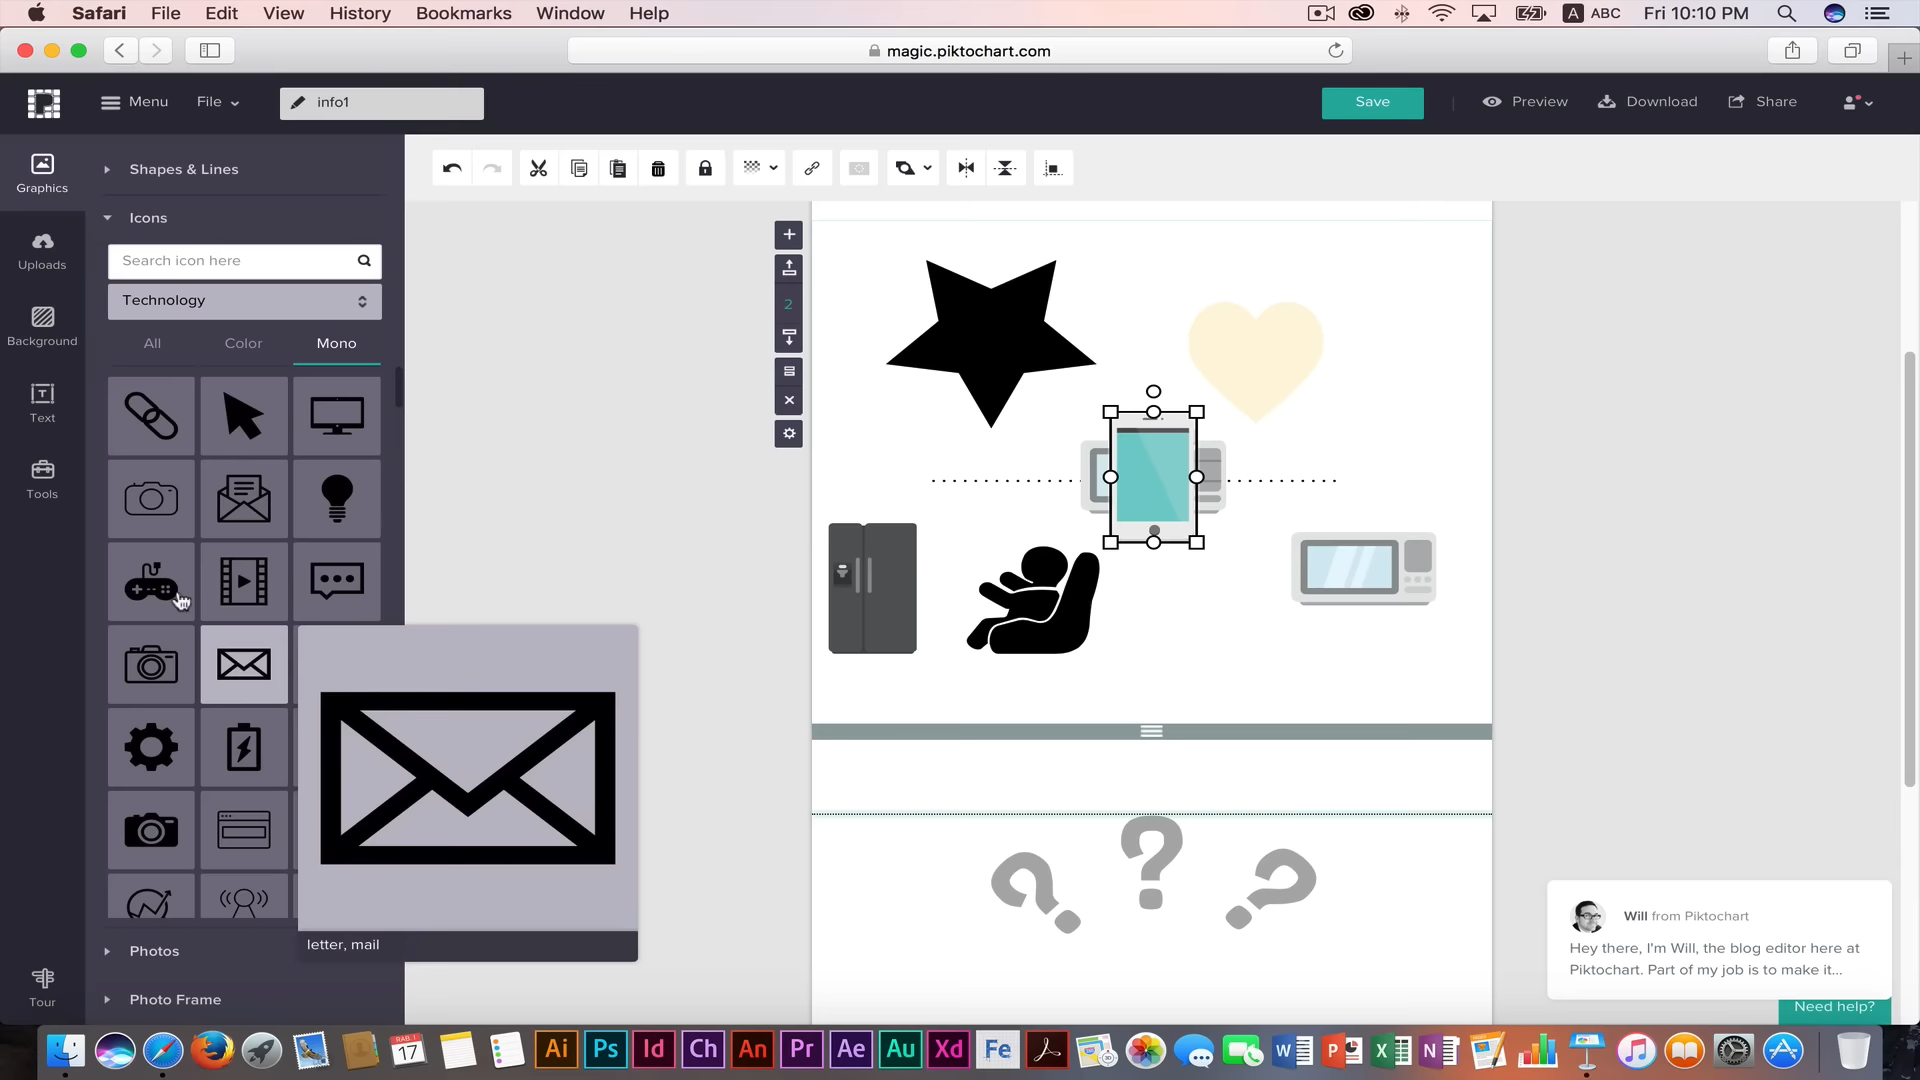 Safari File Edit View History Bookmarks Window Help
A ABC Fri 10:10 PM
magic.piktochart.com
Menu File info1 Save Preview Download Share
Graphics
Uploads
Background
Text
Tools
Tour
Shapes & Lines
Icons
Search icon here
Technology
All Color Mono
letter, mail
Photos
Photo Frame
2
? ? ?
Will from Piktochart
Hey there, I'm Will, the blog editor here at
Piktochart. Part of my job is to make it...
Need help?
RAB.I
17
Ai Ps Id Ch An Pr Ae Au Xd Fe